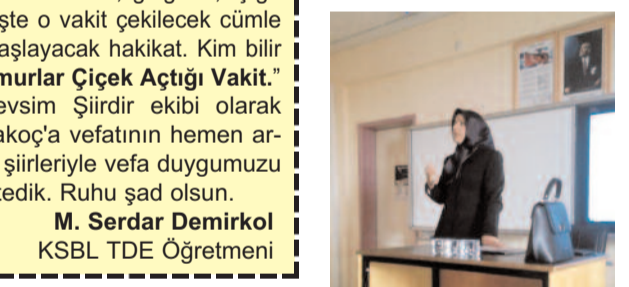 şte o vakit çekilecek cümle
aşlayacak hakikat. Kim bilir
murlar Çiçek Açtığı Vakit.”
evsim Şiirdir ekibi olarak
akoç'a vefatının hemen ar-
şiirleriyle vefa duygumuzu
tedik. Ruhu şad olsun.
M. Serdar Demirkol
KSBL TDE Öğretmeni